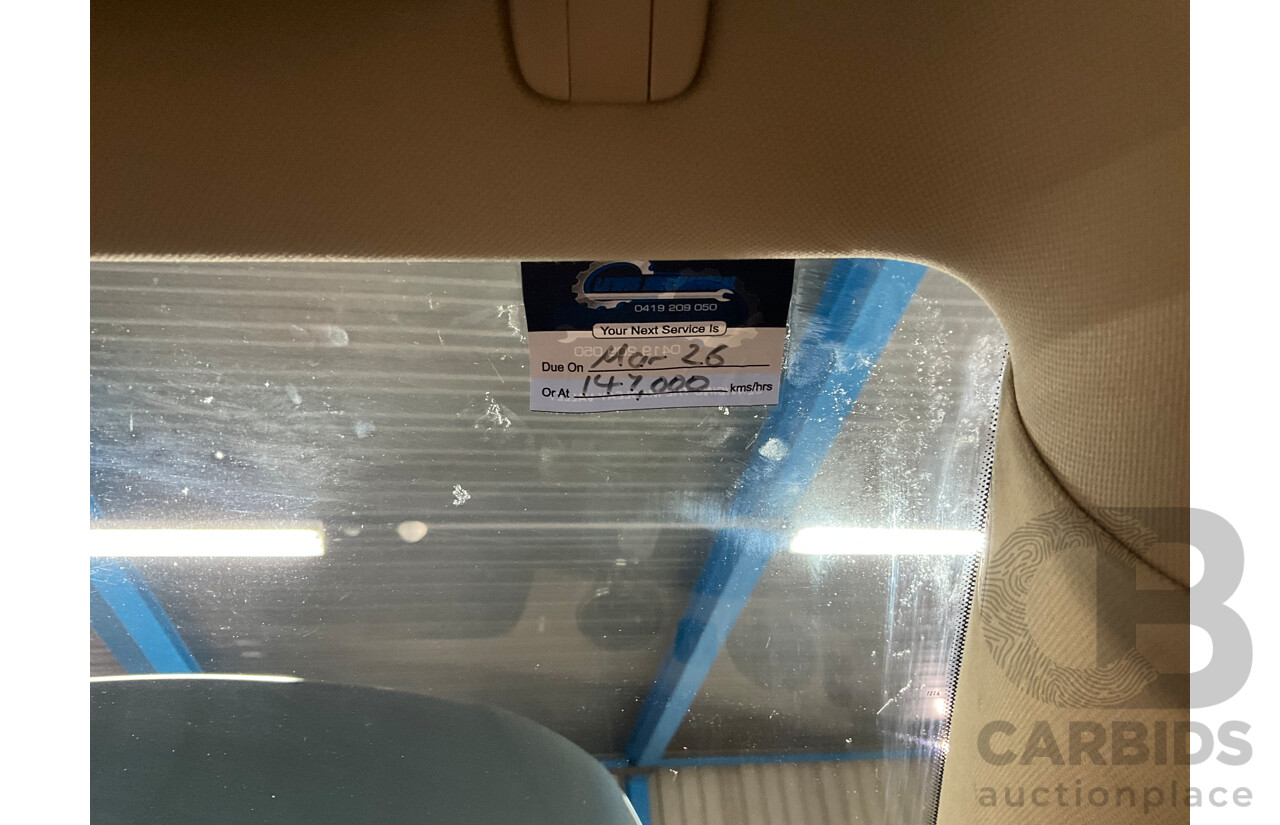 0419 209 050
Your Next Service Is
Due On Mar 26
Or At 147,000 kms/hrs
CB
CARBIDS
auctionplace